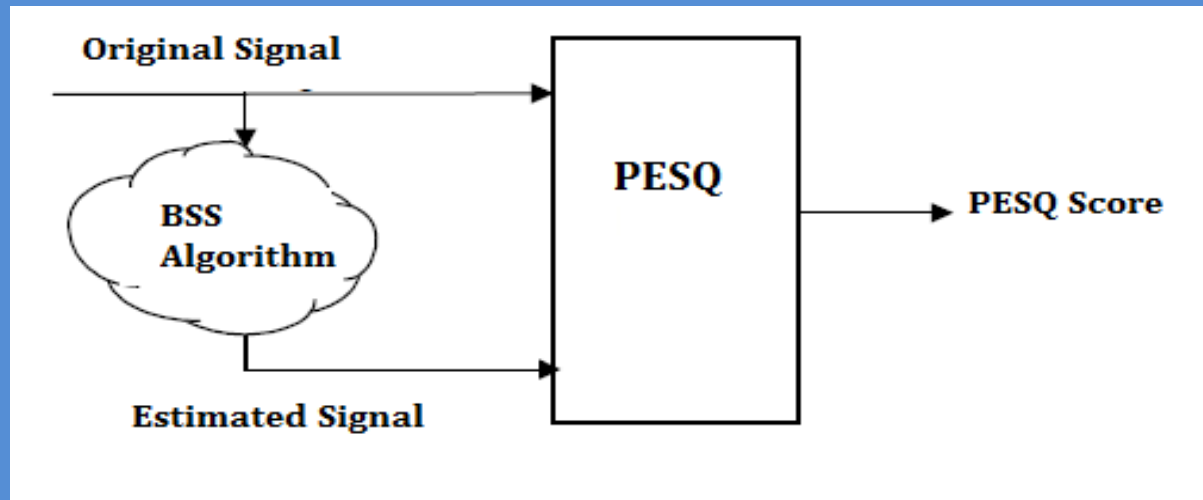 Original Signal
BSS
Algorithm
PESQ
PESQ Score
Estimated Signal